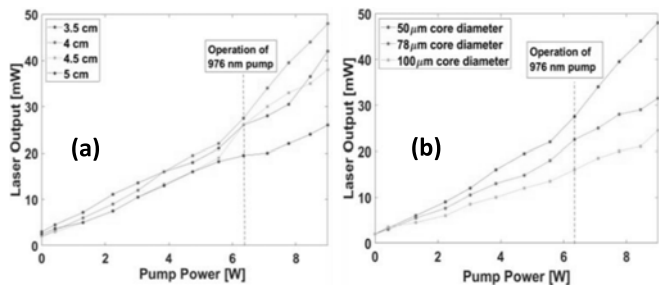 3.5 cm
4 cm
4.5 cm
5 cm
Operation of
976 nm pump
(a)
Laser Output [mW]
50
40
30
20
10
0
0
2
4
6
8
Pump Power [W]
50μm core diameter
78μm core diameter
100μm core diameter
Operation of
976 nm pump
(b)
Laser Output [mW]
50
40
30
20
10
0
0
2
4
6
8
Pump Power [W]